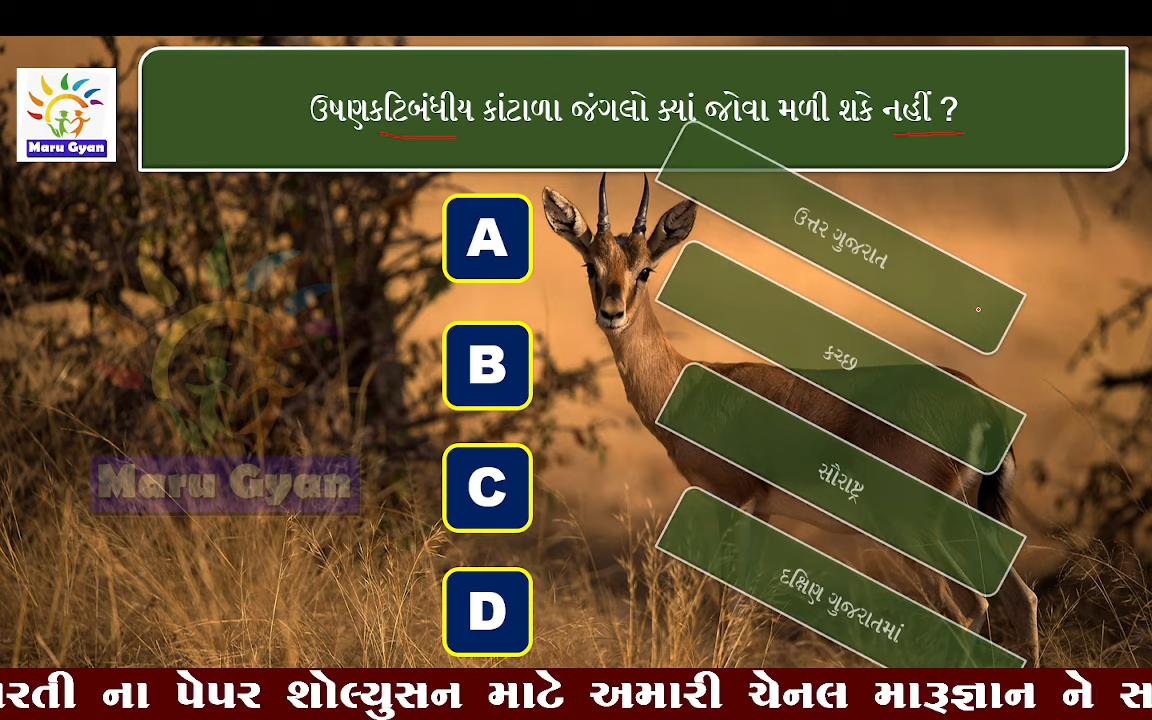 ઉષણકટિબંધીય કાંટાળા જંગલો ક્યાં જોવા મળી શકે નહીં ?
Maru Gyan
A
ઉત્તર ગુજરાત
B
કચ્છ
C
સૌરાષ્ટ્ર
D
દક્ષિણ ગુજરાતમાં
Maru Gyan
રતી ના પેપર શોલ્યુસન માટે અમારી ચેનલ મારૂજ્ઞાન ને સ